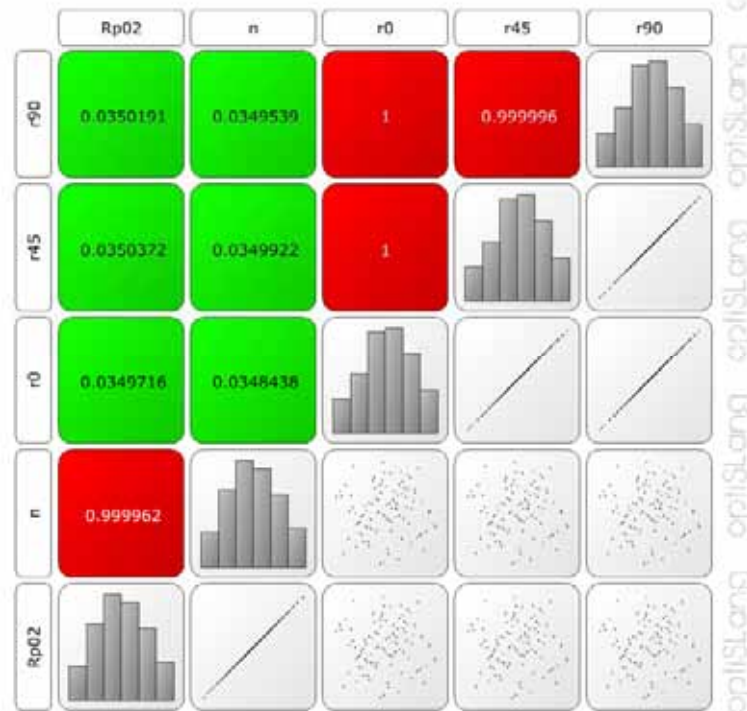 Rp02 n r0 r45 r90
r90 0.0350191 0.0349539 1 0.999996
r45 0.0350372 0.0349922 1
r0 0.0349716 0.0348438
n 0.999962
Rp02
optiSLang
optiSLang
optiSLang
optiSLang